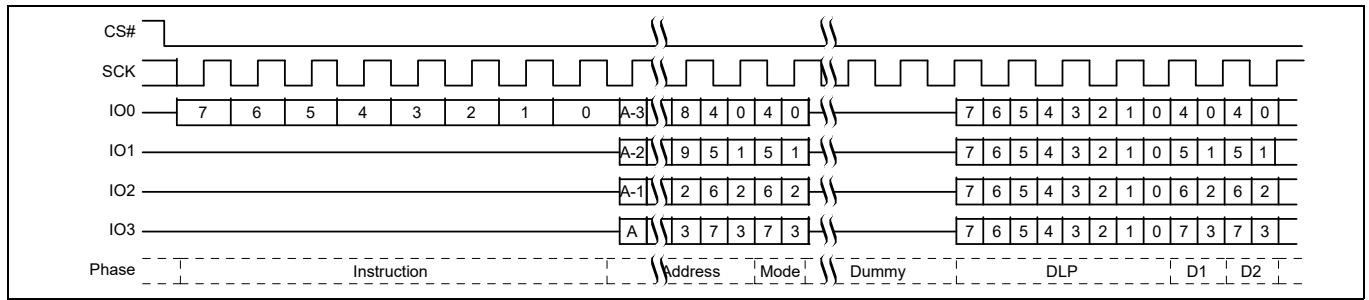 CS#
SCK
IO0 7 6 5 4 3 2 1 0 A-3 8 4 0 4 0 7 6 5 4 3 2 1 0 4 0 4 0
IO1 A-2 9 5 1 5 1 7 6 5 4 3 2 1 0 5 1 5 1
IO2 A-1 2 6 2 6 2 7 6 5 4 3 2 1 0 6 2 6 2
IO3 A 3 7 3 7 3 7 6 5 4 3 2 1 0 7 3 7 3
Phase Instruction Address Mode Dummy DLP D1 D2